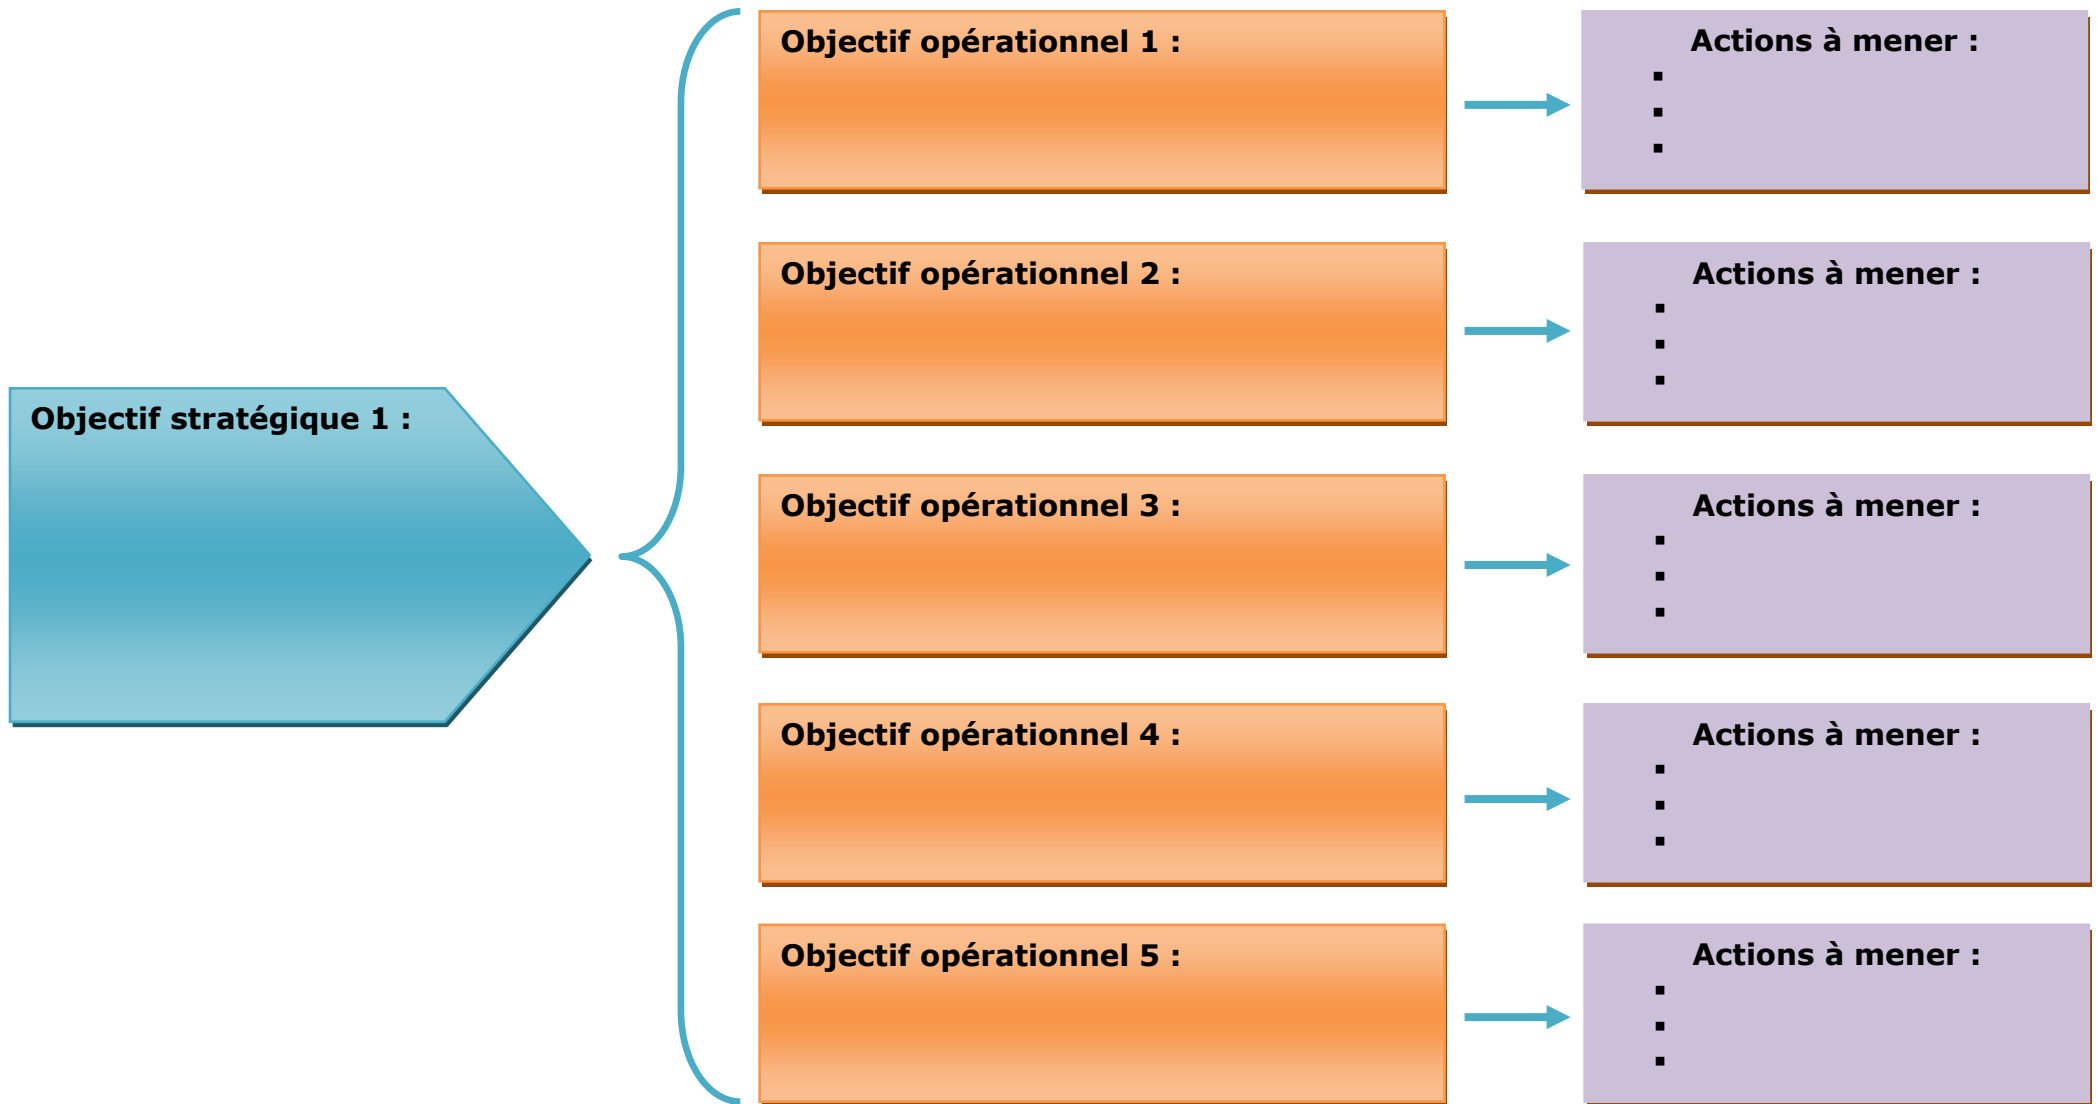 Objectif stratégique 1 :
Objectif opérationnel 1 :
Actions à mener :
▪
▪
▪
Objectif opérationnel 2 :
Actions à mener :
▪
▪
▪
Objectif opérationnel 3 :
Actions à mener :
▪
▪
▪
Objectif opérationnel 4 :
Actions à mener :
▪
▪
▪
Objectif opérationnel 5 :
Actions à mener :
▪
▪
▪